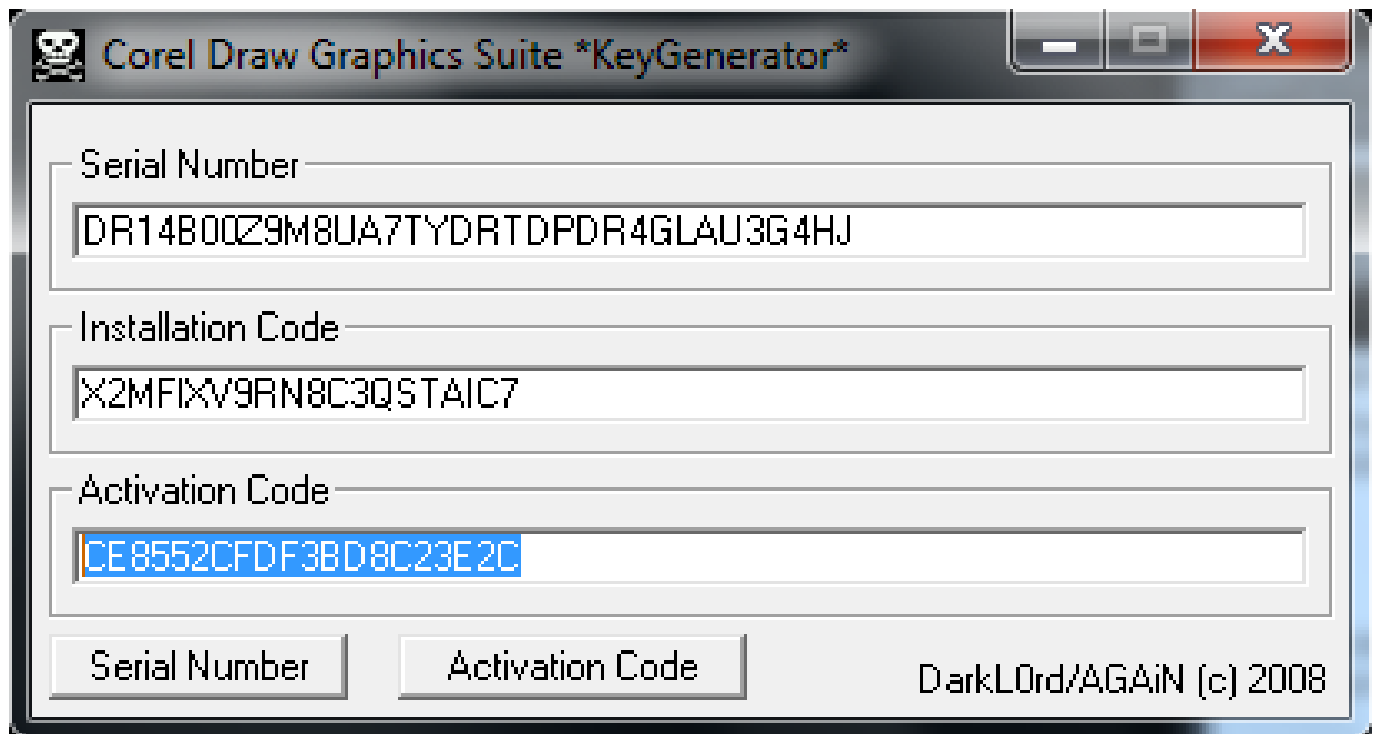 Corel Draw Graphics Suite *KeyGenerator*
Serial Number
DR14B00Z9M8UA7TYDRTDPDR4GLAU3G4HJ
Installation Code
X2MFIXV9RN8C3QSTAIC7
Activation Code
CE8552CFDF3BD8C23E2C
Serial Number
Activation Code
DarkL0rd/AGAiN (c) 2008